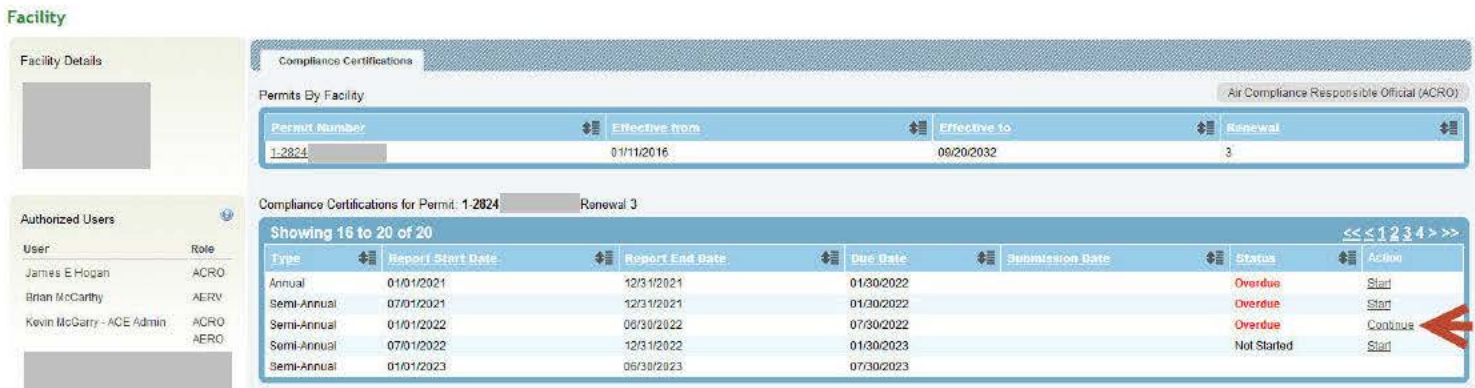 Facility
Facility Details
Authorized Users
User Role
James E Hogan ACRO
Brian McCarthy AERV
Kevin McGarry - ACE Admin ACRO
AERO
Compliance Certifications
Permits By Facility Air Compliance Responsible Official (ACRO)
Permit Number Effective from Effective to Renewal
1-2824 01/11/2016 09/20/2032 3
Compliance Certifications for Permit: 1-2824 Renewal 3
Showing 16 to 20 of 20 << < 1 2 3 4 > >>
Type Report Start Date Report End Date Due Date Submission Date Status Action
Annual 01/01/2021 12/31/2021 01/30/2022 Overdue Start
Semi-Annual 07/01/2021 12/31/2021 01/30/2022 Overdue Start
Semi-Annual 01/01/2022 06/30/2022 07/30/2022 Overdue Continue
Semi-Annual 07/01/2022 12/31/2022 01/30/2023 Not Started Start
Semi-Annual 01/01/2023 06/30/2023 07/30/2023